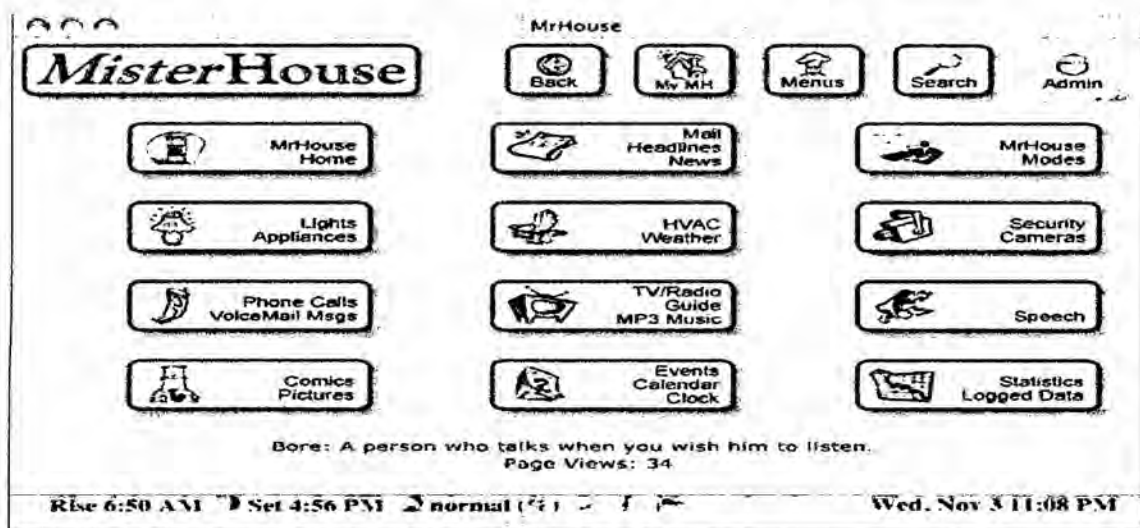 MrHouse
MisterHouse
Back
My MH
Menus
Search
Admin
MrHouse
Home
Mail
Headlines
News
MrHouse
Modes
Lights
Appliances
HVAC
Weather
Security
Cameras
Phone Calls
VoiceMail Msgs
TV/Radio
Guide
MP3 Music
Speech
Comics
Pictures
Events
Calendar
Clock
Statistics
Logged Data
Bore: A person who talks when you wish him to listen.
Page Views: 34
Rise 6:50 AM Set 4:56 PM normal Wed, Nov 3 11:08 PM